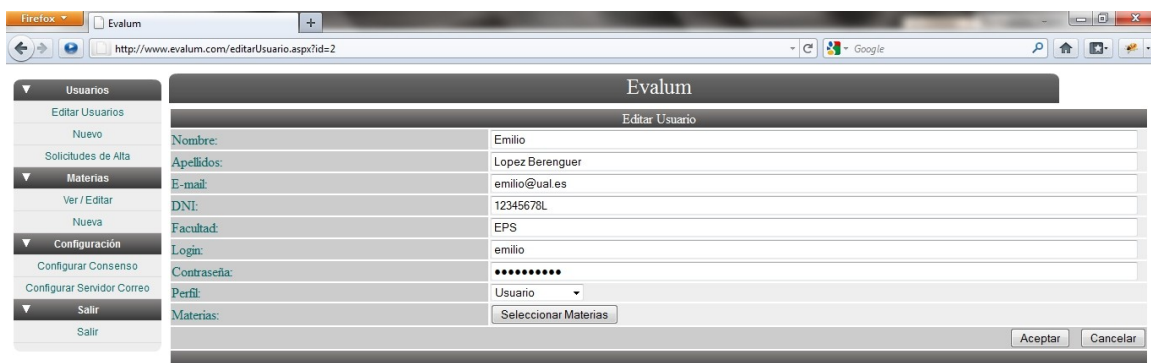 Firefox
Evalum
http://www.evalum.com/editarUsuario.aspx?id=2
Google
Usuarios
Editar Usuarios
Nuevo
Solicitudes de Alta
Materias
Ver / Editar
Nueva
Configuración
Configurar Consenso
Configurar Servidor Correo
Salir
Salir
Evalum
Editar Usuario
Nombre: Emilio
Apellidos: Lopez Berenguer
E-mail: emilio@ual.es
DNI: 12345678L
Facultad: EPS
Login: emilio
Contraseña: ••••••••••
Perfil: Usuario
Materias: Seleccionar Materias
Aceptar Cancelar